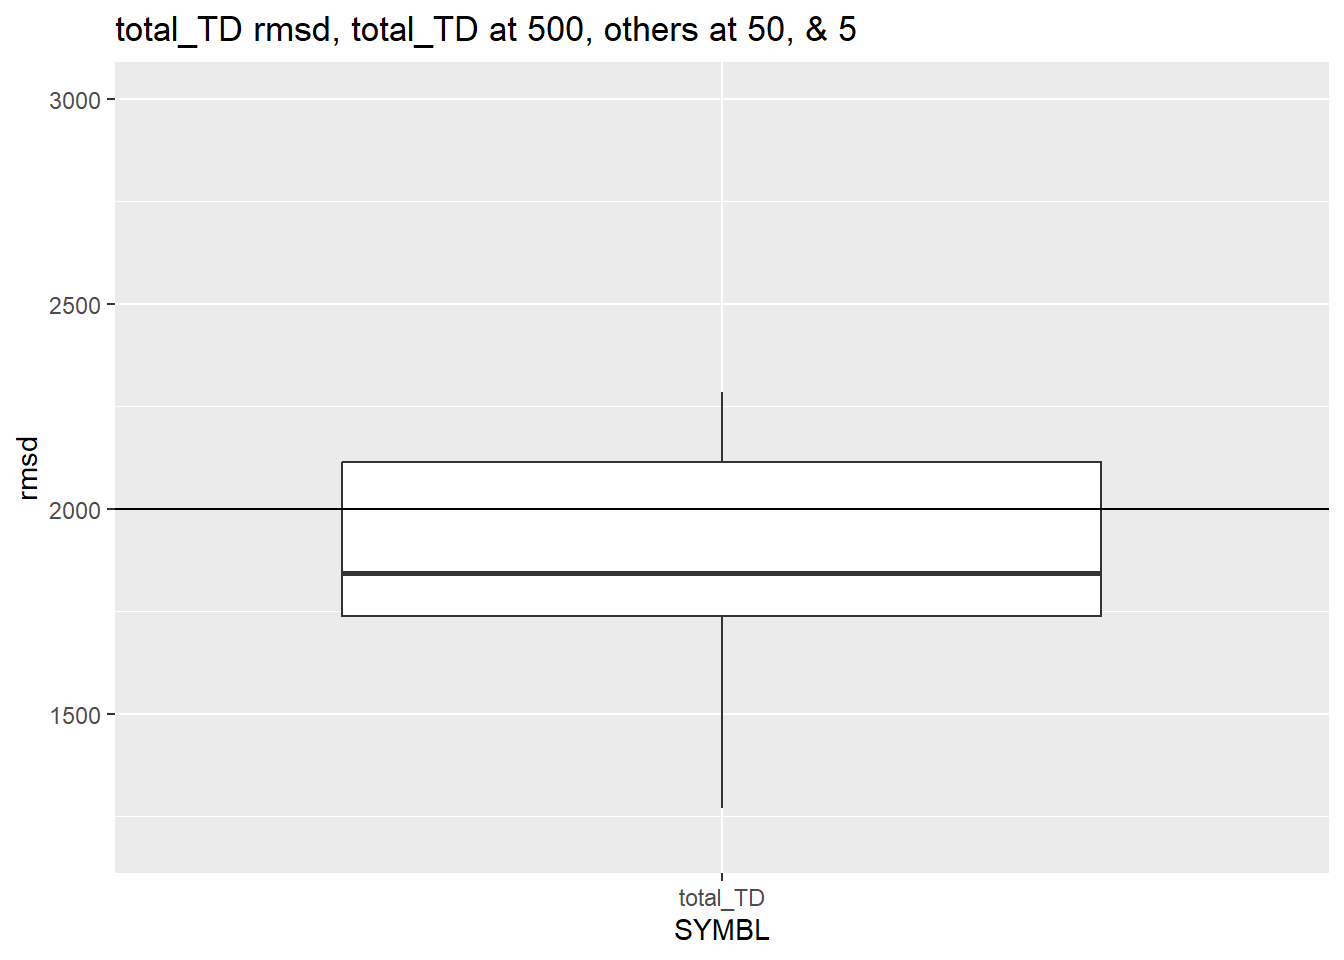 total_TD rmsd, total_TD at 500, others at 50, & 5
3000
2500
2000
1500
rmsd
total_TD
SYMBL